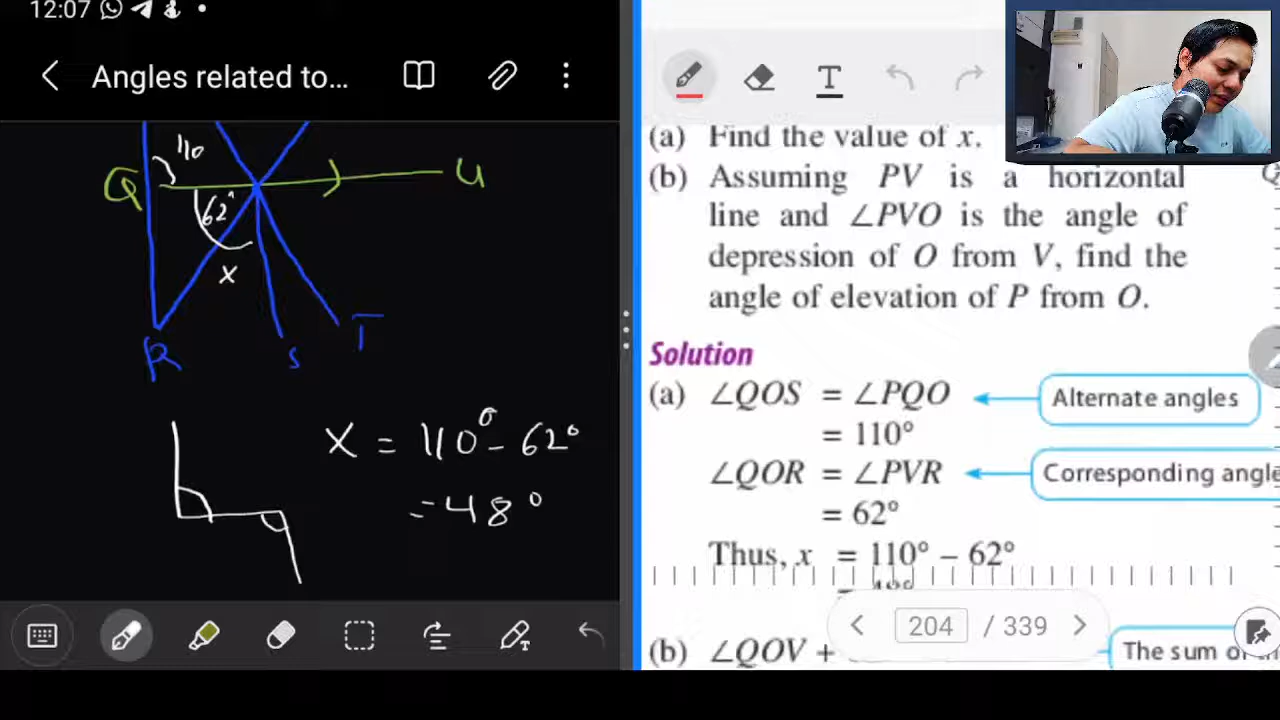 12:07
Angles related to...
110
Q
U
62°
x
R
S
T
x = 110° - 62°
= 48°
T
(a) Find the value of x.
(b) Assuming PV is a horizontal
line and ∠PVO is the angle of
depression of O from V, find the
angle of elevation of P from O.
Solution
(a) ∠QOS = ∠PQO
Alternate angles
= 110°
∠QOR = ∠PVR
Corresponding angle
= 62°
Thus, x = 110° – 62°
= 48°
204 / 339
(b) ∠QOV +
The sum of